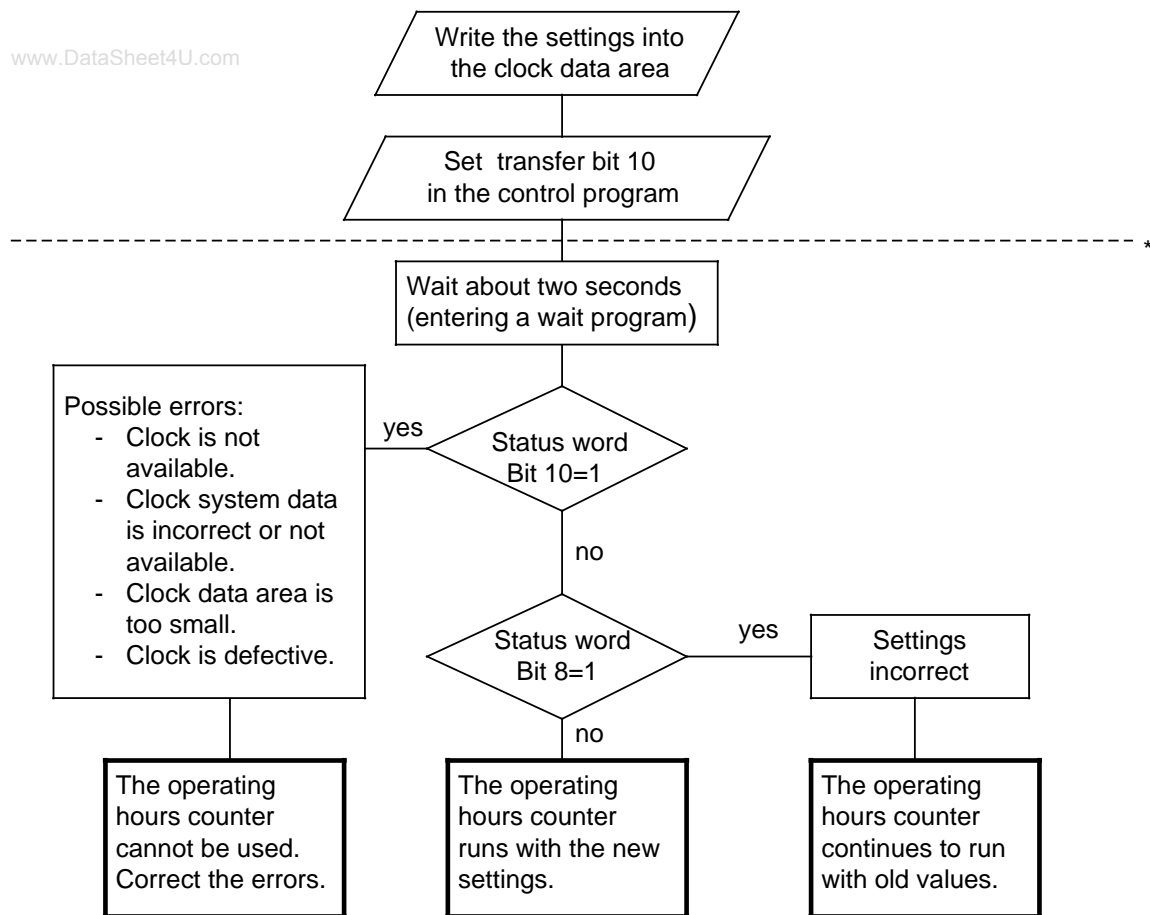 www.DataSheet4U.com
Write the settings into
the clock data area
Set transfer bit 10
in the control program
*
Wait about two seconds
(entering a wait program)
Possible errors:
- Clock is not
available.
- Clock system data
is incorrect or not
available.
- Clock data area is
too small.
- Clock is defective.
yes
Status word
Bit 10=1
no
Status word
Bit 8=1
yes
Settings
incorrect
no
The operating
hours counter
cannot be used.
Correct the errors.
The operating
hours counter
runs with the new
settings.
The operating
hours counter
continues to run
with old values.